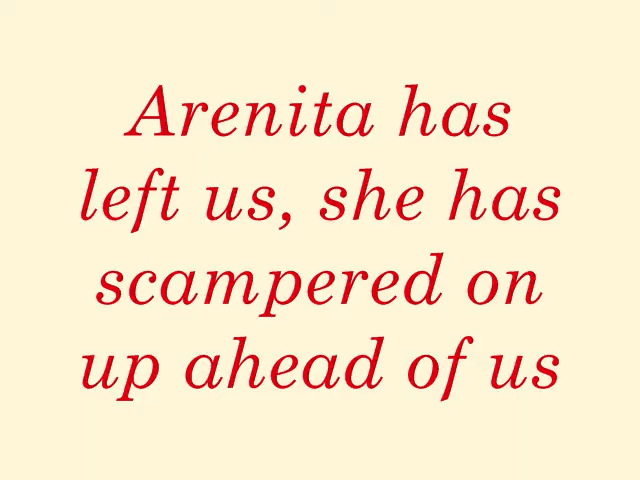 Arenita has
left us, she has
scampered on
up ahead of us